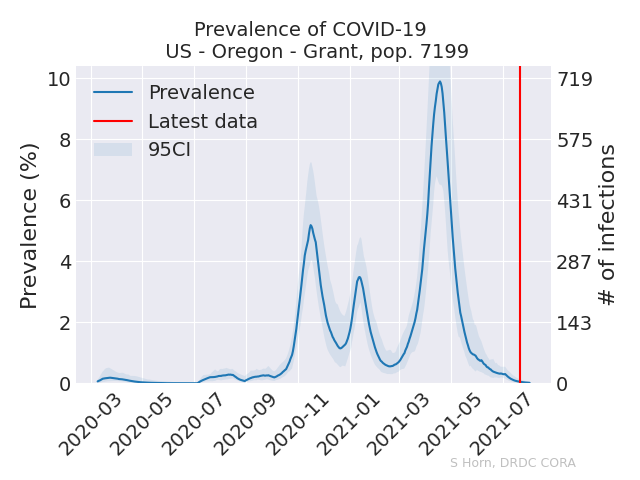 Prevalence of COVID-19
US - Oregon - Grant, pop. 7199
Prevalence
Latest data
95CI
Prevalence (%)
10
8
6
4
2
0
719
575
431
287
143
0
# of infections
2020-03
2020-05
2020-07
2020-09
2020-11
2021-01
2021-03
2021-05
2021-07
S Horn, DRDC CORA